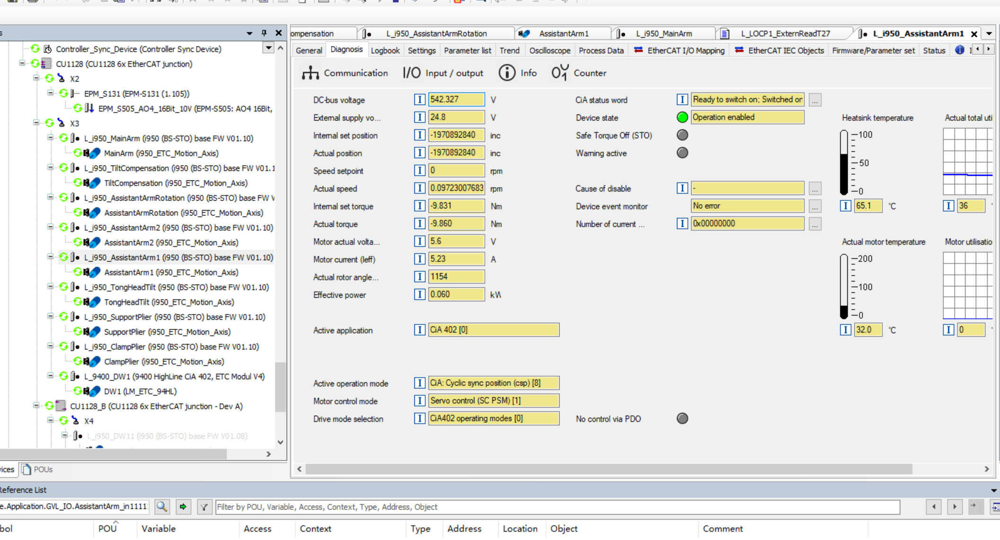 s
Controller_Sync_Device (Controller Sync Device)
CU1128 (CU1128 6x EtherCAT junction)
X2
EPM_S131 (EPM-S131 (1.105))
EPM_S505_AO4_16Bit_10V (EPM-S505: AO4 16Bit,
X3
L_i950_MainArm (i950 (BS-STO) base FW V01.10)
MainArm (i950_ETC_Motion_Axis)
L_i950_TiltCompensation (i950 (BS-STO) base FW V01.1
TiltCompensation (i950_ETC_Motion_Axis)
L_i950_AssistantArmRotation (i950 (BS-STO) base FW V
AssistantArmRotation (i950_ETC_Motion_Axis)
L_i950_AssistantArm2 (i950 (BS-STO) base FW V01.10)
AssistantArm2 (i950_ETC_Motion_Axis)
L_i950_AssistantArm1 (i950 (BS-STO) base FW V01.10)
AssistantArm1 (i950_ETC_Motion_Axis)
L_i950_TongHeadTilt (i950 (BS-STO) base FW V01.10)
TongHeadTilt (i950_ETC_Motion_Axis)
L_i950_SupportPlier (i950 (BS-STO) base FW V01.10)
SupportPlier (i950_ETC_Motion_Axis)
L_i950_ClampPlier (i950 (BS-STO) base FW V01.10)
ClampPlier (i950_ETC_Motion_Axis)
L_9400_DW1 (9400 HighLine CiA 402, ETC Modul V4)
DW1 (LM_ETC_94HL)
CU1128_B (CU1128 6x EtherCAT junction - Dev A)
X4
L_i950_DW11 (i950 (BS-STO) base FW V01.08)
vices POUs
ompensation L_i950_AssistantArmRotation AssistantArm1 L_i950_MainArm L_LOCP1_ExternReadT27 L_i950_AssistantArm1
General Diagnosis Logbook Settings Parameter list Trend Oscilloscope Process Data EtherCAT I/O Mapping EtherCAT IEC Objects Firmware/Parameter set Status
Communication I/O Input / output Info Counter
DC-bus voltage I 542.327 V
External supply vo... I 24.8 V
Internal set position I -1970892840 inc
Actual position I -1970892840 inc
Speed setpoint I 0 rpm
Actual speed I 0.09723007683 rpm
Internal set torque I -9.831 Nm
Actual torque I -9.860 Nm
Motor actual volta... I 5.6 V
Motor current (Ieff) I 5.23 A
Actual rotor angle... I 1154
Effective power I 0.060 kW
Active application I CiA 402 [0]
Active operation mode I CiA: Cyclic sync position (csp) [8]
Motor control mode I Servo control (SC PSM) [1]
Drive mode selection I CiA402 operating modes [0]
CiA status word I Ready to switch on; Switched on ...
Device state Operation enabled
Safe Torque Off (STO)
Warning active
Cause of disable I - ...
Device event monitor No error ...
Number of current ... I 0x00000000 ...
No control via PDO
Heatsink temperature
100
50
0
I 65.1 °C
Actual total uti
I 36
Actual motor temperature
200
100
0
I 32.0 °C
Motor utilisatio
I 0
Reference List
e.Application.GVL_IO.AssistantArm_in1111 Filter by POU, Variable, Access, Context, Type, Address, Object
bol POU Variable Access Context Type Address Location Object Comment